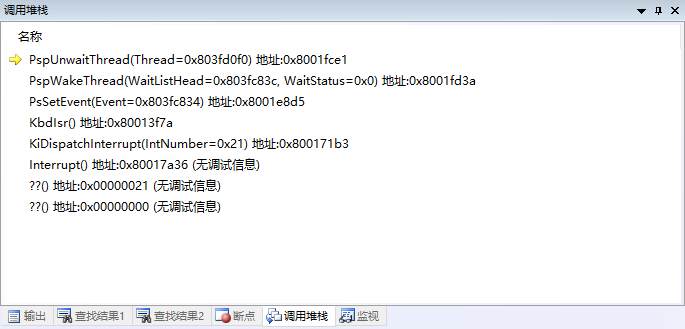 调用堆栈
名称
PspUnwaitThread(Thread=0x803fd0f0) 地址:0x8001fce1
PspWakeThread(WaitListHead=0x803fc83c, WaitStatus=0x0) 地址:0x8001fd3a
PsSetEvent(Event=0x803fc834) 地址:0x8001e8d5
KbdIsr() 地址:0x80013f7a
KiDispatchInterrupt(IntNumber=0x21) 地址:0x800171b3
Interrupt() 地址:0x80017a36 (无调试信息)
??() 地址:0x00000021 (无调试信息)
??() 地址:0x00000000 (无调试信息)
输出 查找结果1 查找结果2 断点 调用堆栈 监视